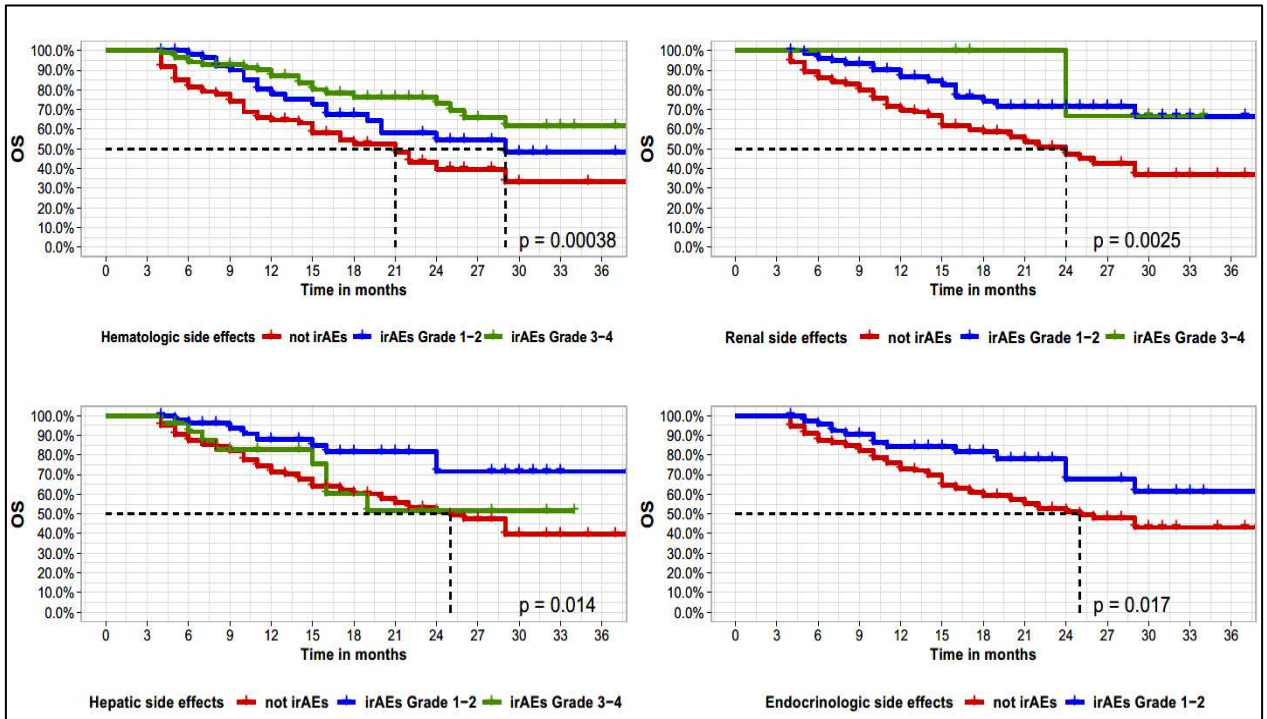 100.0%
90.0%
80.0%
70.0%
60.0%
50.0%
40.0%
30.0%
20.0%
10.0%
0.0%
OS
p = 0.00038
0 3 6 9 12 15 18 21 24 27 30 33 36
Time in months
Hematologic side effects not irAEs irAEs Grade 1−2 irAEs Grade 3−4
100.0%
90.0%
80.0%
70.0%
60.0%
50.0%
40.0%
30.0%
20.0%
10.0%
0.0%
OS
p = 0.0025
0 3 6 9 12 15 18 21 24 27 30 33 36
Time in months
Renal side effects not irAEs irAEs Grade 1−2 irAEs Grade 3−4
100.0%
90.0%
80.0%
70.0%
60.0%
50.0%
40.0%
30.0%
20.0%
10.0%
0.0%
OS
p = 0.014
0 3 6 9 12 15 18 21 24 27 30 33 36
Time in months
Hepatic side effects not irAEs irAEs Grade 1−2 irAEs Grade 3−4
100.0%
90.0%
80.0%
70.0%
60.0%
50.0%
40.0%
30.0%
20.0%
10.0%
0.0%
OS
p = 0.017
0 3 6 9 12 15 18 21 24 27 30 33 36
Time in months
Endocrinologic side effects not irAEs irAEs Grade 1−2